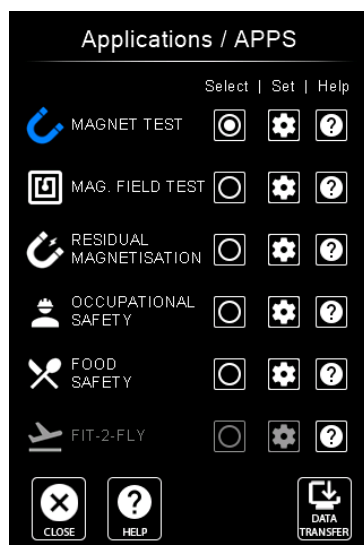 Applications / APPS
Select | Set | Help
MAGNET TEST
MAG. FIELD TEST
RESIDUAL
MAGNETISATION
OCCUPATIONAL
SAFETY
FOOD
SAFETY
FIT-2-FLY
CLOSE
HELP
DATA
TRANSFER